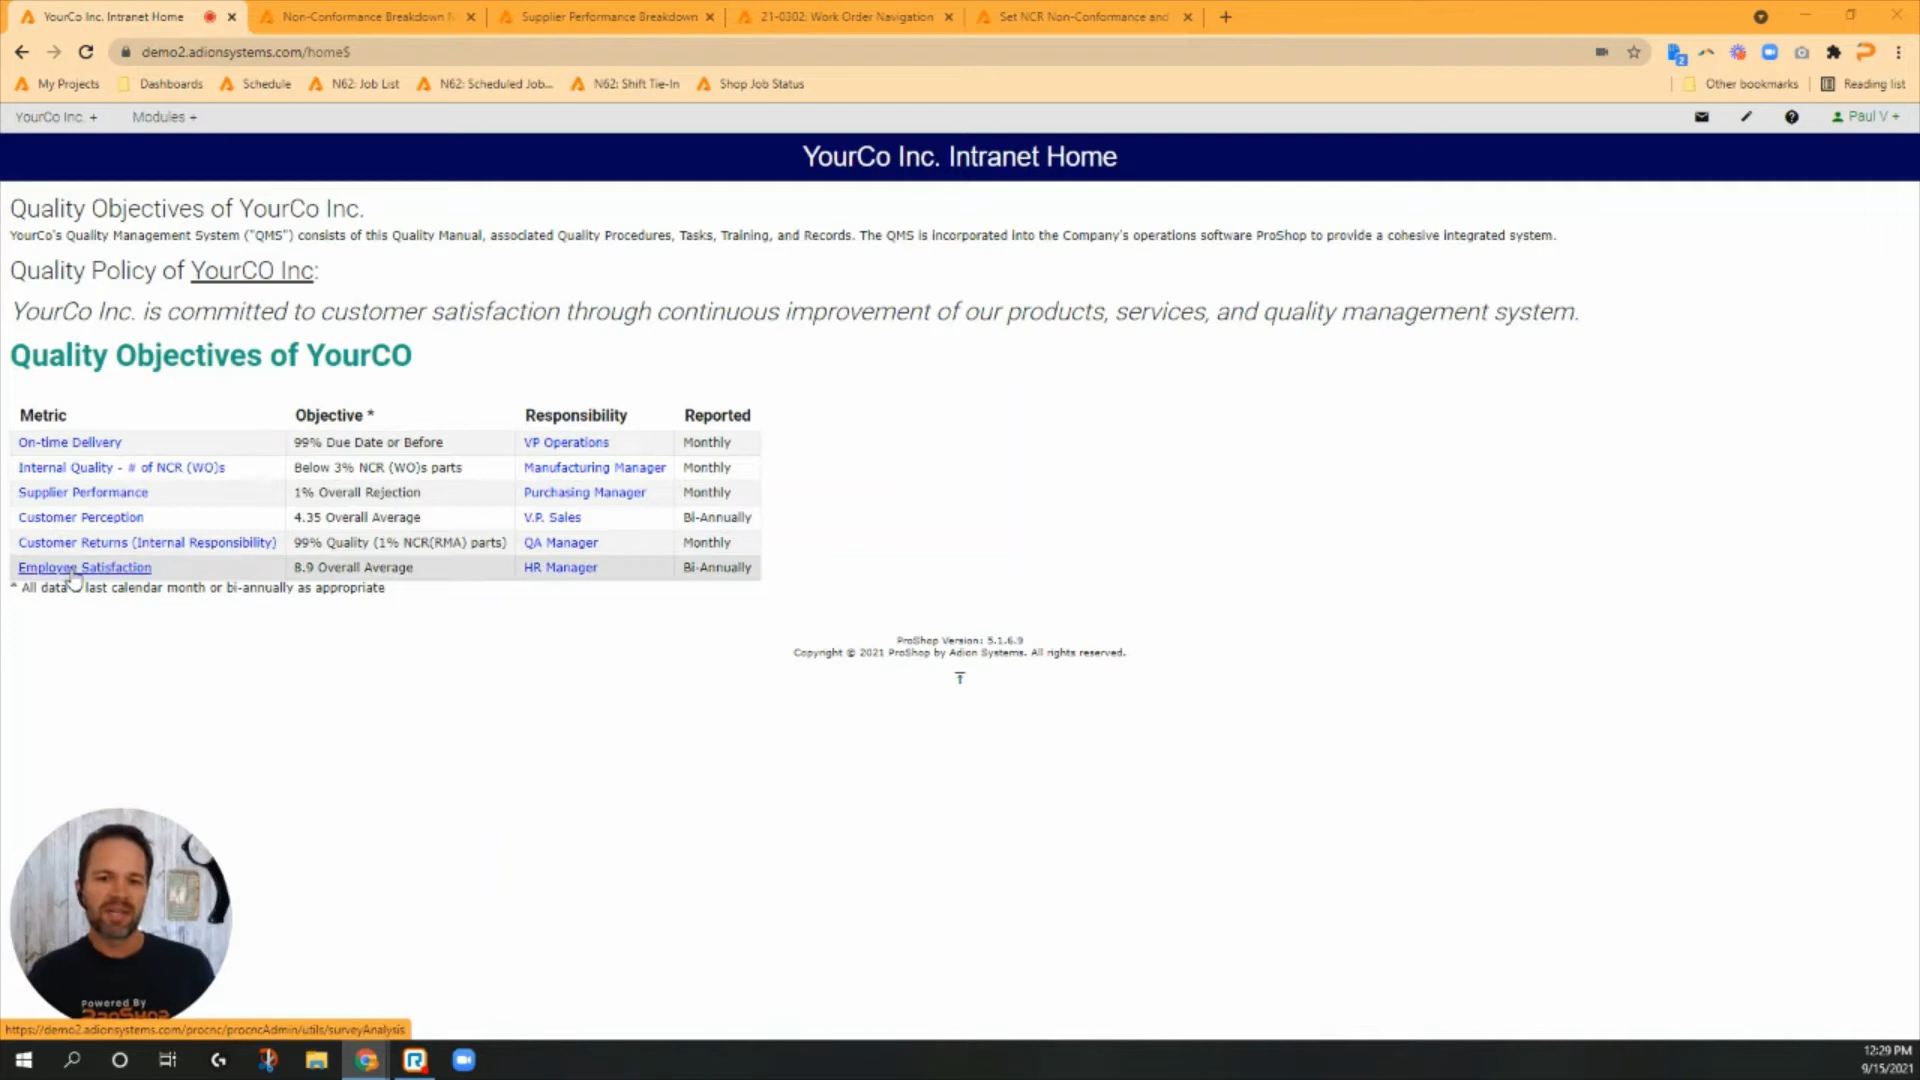 YourCo Inc. Intranet Home
Non-Conformance Breakdown
Supplier Performance Breakdown
21-0302: Work Order Navigation
Set NCR Non-Conformance and
demo2.adionsystems.com/home$
My Projects
Dashboards
Schedule
N62: Job List
N62: Scheduled Job...
N62: Shift Tie-In
Shop Job Status
Other bookmarks
Reading list
YourCo Inc. +
Modules +
Paul V +
YourCo Inc. Intranet Home
Quality Objectives of YourCo Inc.
YourCo's Quality Management System ("QMS") consists of this Quality Manual, associated Quality Procedures, Tasks, Training, and Records. The QMS is incorporated into the Company's operations software ProShop to provide a cohesive integrated system.
Quality Policy of YourCO Inc:
YourCo Inc. is committed to customer satisfaction through continuous improvement of our products, services, and quality management system.
Quality Objectives of YourCO
Metric Objective * Responsibility Reported
On-time Delivery 99% Due Date or Before VP Operations Monthly
Internal Quality - # of NCR (WO)s Below 3% NCR (WO)s parts Manufacturing Manager Monthly
Supplier Performance 1% Overall Rejection Purchasing Manager Monthly
Customer Perception 4.35 Overall Average V.P. Sales Bi-Annually
Customer Returns (Internal Responsibility) 99% Quality (1% NCR(RMA) parts) QA Manager Monthly
Employee Satisfaction 8.9 Overall Average HR Manager Bi-Annually
* All data last calendar month or bi-annually as appropriate
ProShop Version: 5.1.6.9
Copyright © 2021 ProShop by Adion Systems. All rights reserved.
Powered By
ProShop
https://demo2.adionsystems.com/procnc/procncAdmin/utils/surveyAnalysis
12:29 PM
9/15/2021